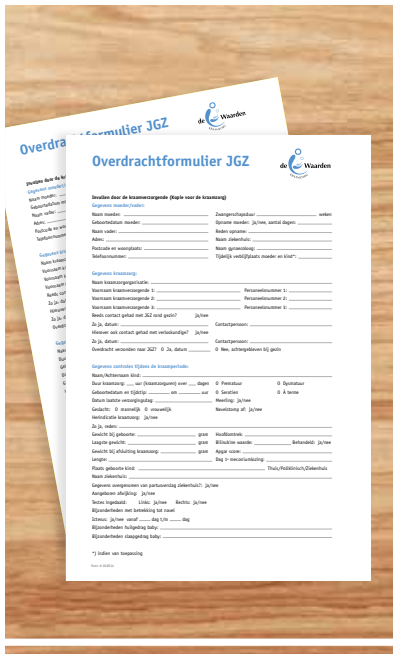 Overdrachtformulier JGZ
de Waarden
Overdrachtformulier JGZ
de Waarden
Invullen door de kraamverzorgende (Kopie voor de kraamzorg)
Gegevens moeder/vader:
Naam moeder: Zwangerschapsduur weken
Geboortedatum moeder Opname moeder: ja/nee, aantal dagen:
Naam vader: Reden opname:
Adres: Naam ziekenhuis:
Postcode en woonplaats: Naam gynaecoloog:
Telefoonnummer: Tijdelijk verblijfplaats moeder en kind*:
Gegevens kraamzorg:
Naam kraamzorgorganisatie:
Voornaam kraamverzorgende 1: Personeelsnummer 1:
Voornaam kraamverzorgende 2: Personeelsnummer 2:
Voornaam kraamverzorgende 3: Personeelsnummer 3:
Reeds contact gehad met JGZ rond gezin? ja/nee
Zo ja, datum: Contactpersoon:
Hierover ook contact gehad met verloskundige? ja/nee
Zo ja, datum: Contactpersoon:
Overdracht verzonden naar JGZ? O Ja, datum O Nee, achtergebleven bij gezin
Gegevens controles tijdens de kraamperiode:
Naam/Achternaam kind:
Duur kraamzorg: uur (kraamzorguren) over dagen O Prematuur O Dysmatuur
Geboortedatum en tijdstip: om uur O Serotien O À terme
Datum laatste verzorgingsdag: Meerling: ja/nee
Geslacht: O mannelijk O vrouwelijk Navelstomp af: ja/nee
Herindicatie kraamzorg: ja/nee
Zo ja, reden:
Gewicht bij geboorte: gram Hoofdomtrek:
Laagste gewicht: gram Bilirubine waarde: Behandeld: ja/nee
Gewicht bij afsluiting kraamzorg: gram Apgar score:
Lengte: Dag 1e meconiumlozing:
Plaats geboorte kind: Thuis/Polikliniisch/Ziekenhuis
Naam ziekenhuis:
Gegevens overgenomen van partusverslag ziekenhuis?: ja/nee
Aangeboren afwijking: ja/nee
Testes ingedaald: Links: ja/nee Rechts: ja/nee
Bijzonderheden met betrekking tot navel
Icterus: ja/nee vanaf dag t/m dag
Bijzonderheden huilgedrag baby:
Bijzonderheden slaapgedrag baby:
*) indien van toepassing